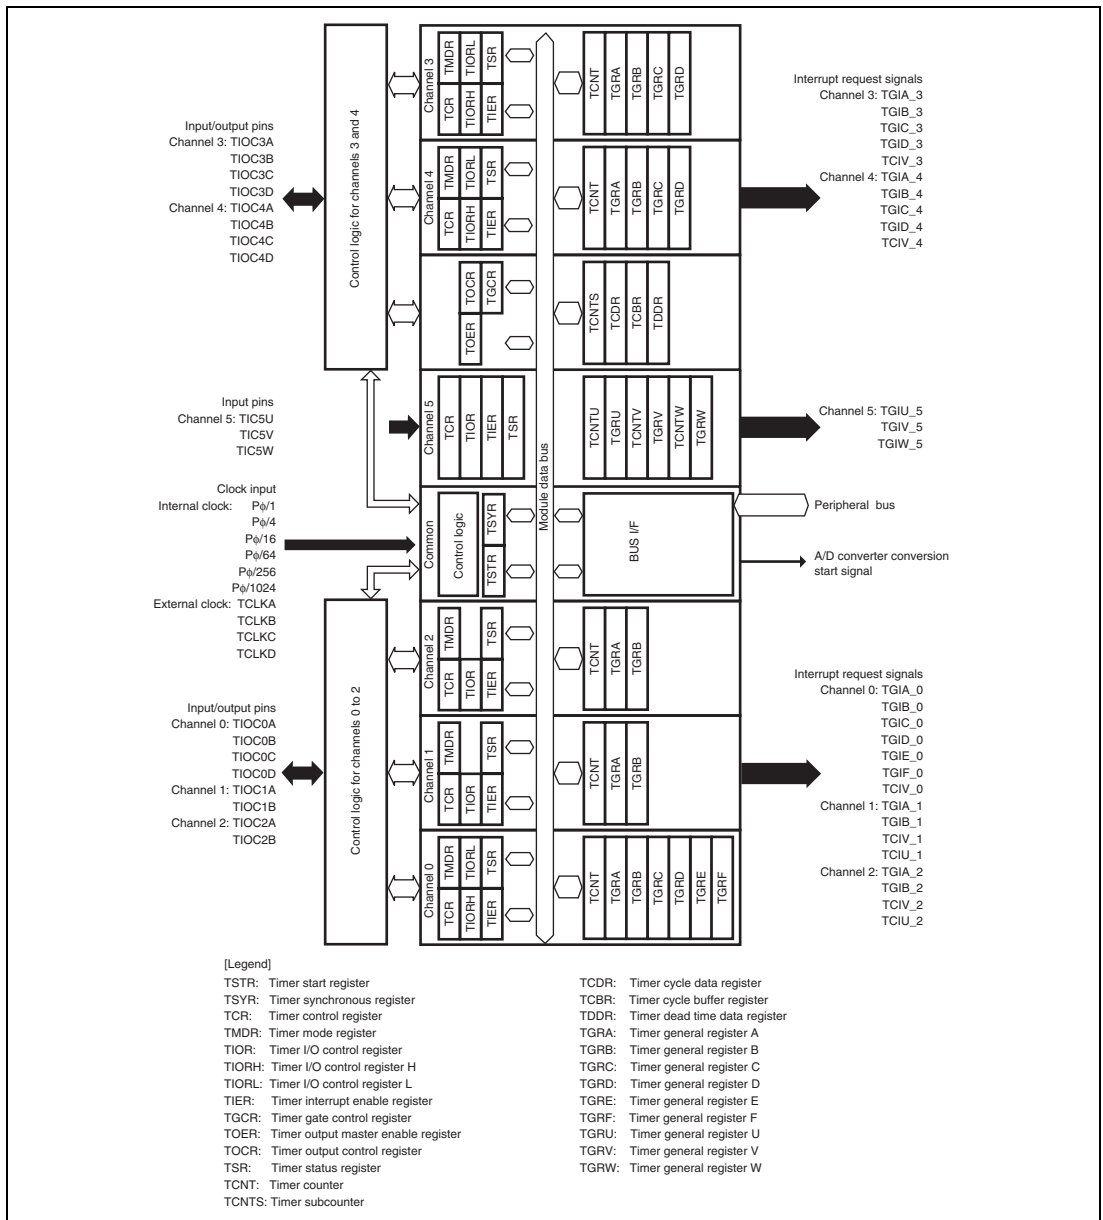 Input/output pins
Channel 3: TIOC3A
TIOC3B
TIOC3C
TIOC3D
Channel 4: TIOC4A
TIOC4B
TIOC4C
TIOC4D
Input pins
Channel 5: TIC5U
TIC5V
TIC5W
Clock input
Internal clock: Pφ/1
Pφ/4
Pφ/16
Pφ/64
Pφ/256
Pφ/1024
External clock: TCLKA
TCLKB
TCLKC
TCLKD
Input/output pins
Channel 0: TIOC0A
TIOC0B
TIOC0C
TIOC0D
Channel 1: TIOC1A
TIOC1B
Channel 2: TIOC2A
TIOC2B
Control logic for channels 3 and 4
Control logic for channels 0 to 2
Channel 3
TCR
TMDR
TIORH
TIORL
TIER
TSR
TCNT
TGRA
TGRB
TGRC
TGRD
Channel 4
TCR
TMDR
TIORH
TIORL
TIER
TSR
TCNT
TGRA
TGRB
TGRC
TGRD
TOER
TOCR
TGCR
TCNTS
TCDR
TCBR
TDDR
Channel 5
TCR
TIOR
TIER
TSR
TCNTU
TGRU
TCNTV
TGRV
TCNTW
TGRW
Module data bus
Common
Control logic
TSTR
TSYR
BUS I/F
Channel 2
TCR
TMDR
TIOR
TIER
TSR
TCNT
TGRA
TGRB
Channel 1
TCR
TMDR
TIOR
TIER
TSR
TCNT
TGRA
TGRB
Channel 0
TCR
TMDR
TIORH
TIORL
TIER
TSR
TCNT
TGRA
TGRB
TGRC
TGRD
TGRE
TGRF
Interrupt request signals
Channel 3: TGIA_3
TGIB_3
TGIC_3
TGID_3
TCIV_3
Channel 4: TGIA_4
TGIB_4
TGIC_4
TGID_4
TCIV_4
Channel 5: TGIU_5
TGIV_5
TGIW_5
Peripheral bus
A/D converter conversion
start signal
Interrupt request signals
Channel 0: TGIA_0
TGIB_0
TGIC_0
TGID_0
TGIE_0
TGIF_0
TCIV_0
Channel 1: TGIA_1
TGIB_1
TCIV_1
TCIU_1
Channel 2: TGIA_2
TGIB_2
TCIV_2
TCIU_2
[Legend]
TSTR: Timer start register
TSYR: Timer synchronous register
TCR: Timer control register
TMDR: Timer mode register
TIOR: Timer I/O control register
TIORH: Timer I/O control register H
TIORL: Timer I/O control register L
TIER: Timer interrupt enable register
TGCR: Timer gate control register
TOER: Timer output master enable register
TOCR: Timer output control register
TSR: Timer status register
TCNT: Timer counter
TCNTS: Timer subcounter
TCDR: Timer cycle data register
TCBR: Timer cycle buffer register
TDDR: Timer dead time data register
TGRA: Timer general register A
TGRB: Timer general register B
TGRC: Timer general register C
TGRD: Timer general register D
TGRE: Timer general register E
TGRF: Timer general register F
TGRU: Timer general register U
TGRV: Timer general register V
TGRW: Timer general register W